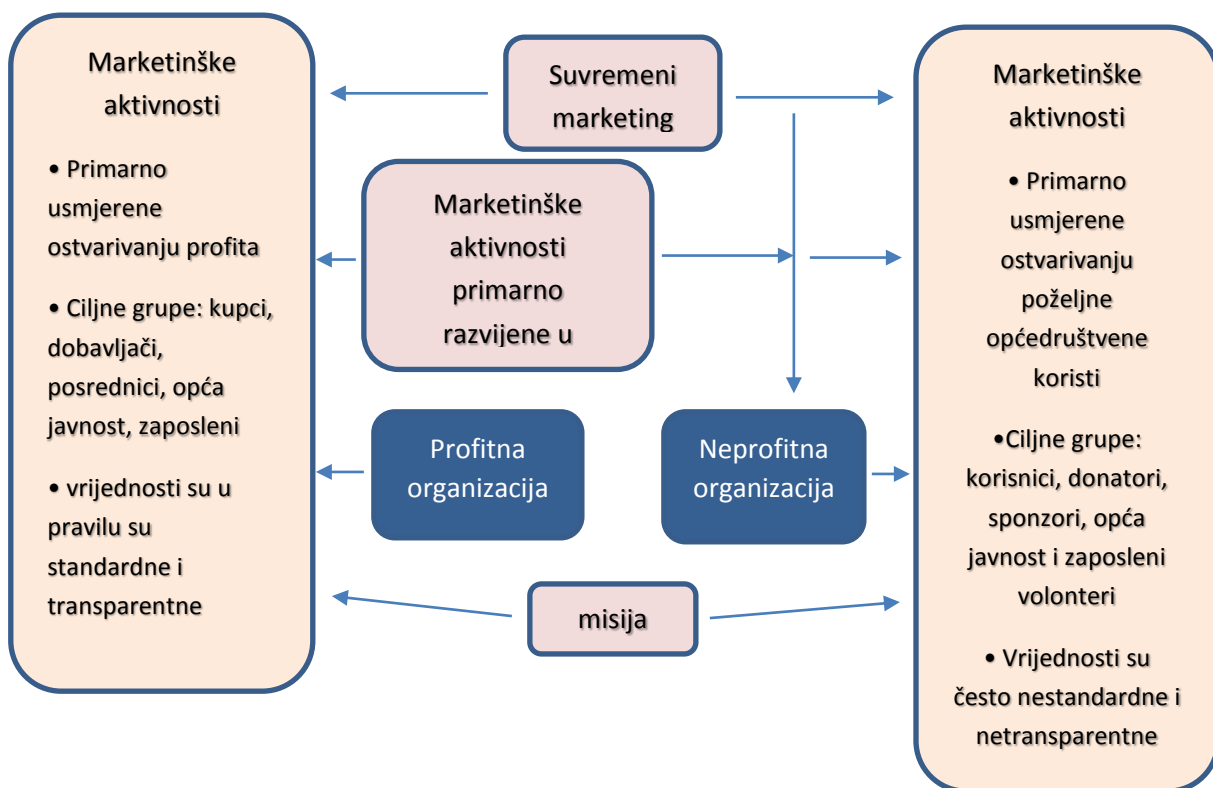 Marketinške
aktivnosti
• Primarno
usmjerene
ostvarivanju profita
• Ciljne grupe: kupci,
dobavljači,
posrednici, opća
javnost, zaposleni
• vrijednosti su u
pravilu su
standardne i
transparentne
Suvremeni
marketing
Marketinške
aktivnosti
primarno
razvijene u
Profitna
organizacija
Neprofitna
organizacija
misija
Marketinške
aktivnosti
• Primarno
usmjerene
ostvarivanju
poželjne
općedruštvene
koristi
•Ciljne grupe:
korisnici, donatori,
sponzori, opća
javnost i zaposleni
volonteri
• Vrijednosti su
često nestandardne i
netransparentne